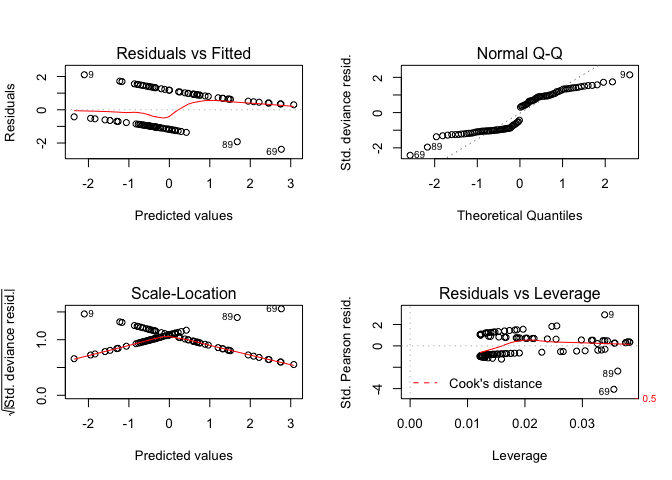 Residuals vs Fitted
Residuals
2
0
-2
9
89
69
-2 -1 0 1 2 3
Predicted values
Normal Q-Q
Std. deviance resid.
2
0
-2
9
89
69
-2 -1 0 1 2
Theoretical Quantiles
Scale-Location
√|Std. deviance resid.|
1.0
0.0
9
89
69
-2 -1 0 1 2 3
Predicted values
Residuals vs Leverage
Std. Pearson resid.
2
0
-4
9
89
69
Cook's distance
0.5
0.00 0.01 0.02 0.03
Leverage